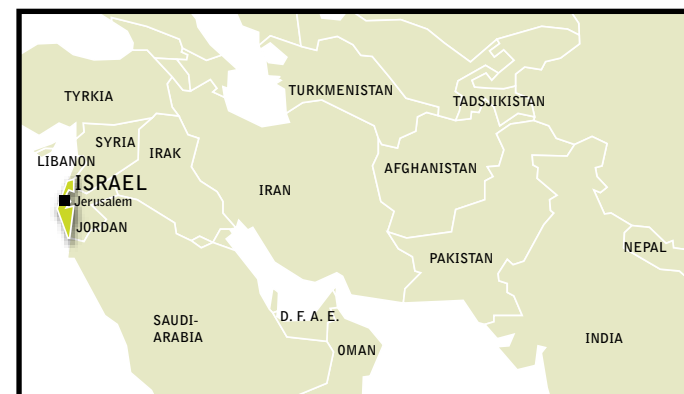 TURKMENISTAN
TYRKIA
TADSJIKISTAN
SYRIA
IRAK
LIBANON
AFGHANISTAN
ISRAEL
Jerusalem
IRAN
JORDAN
NEPAL
PAKISTAN
D. F. A. E.
SAUDI-
ARABIA
INDIA
OMAN